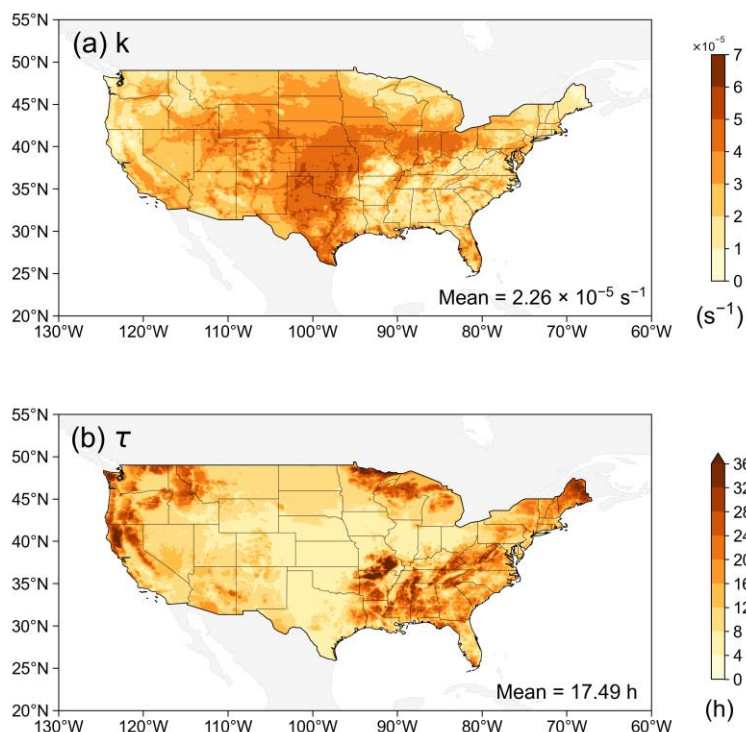 (a) k
55°N
50°N
45°N
40°N
35°N
30°N
25°N
20°N
130°W 120°W 110°W 100°W 90°W 80°W 70°W 60°W
Mean = 2.26 × 10⁻⁵ s⁻¹
×10⁻⁵
7
6
5
4
3
2
1
0
(s⁻¹)
(b) τ
55°N
50°N
45°N
40°N
35°N
30°N
25°N
20°N
130°W 120°W 110°W 100°W 90°W 80°W 70°W 60°W
Mean = 17.49 h
36
32
28
24
20
16
12
8
4
0
(h)